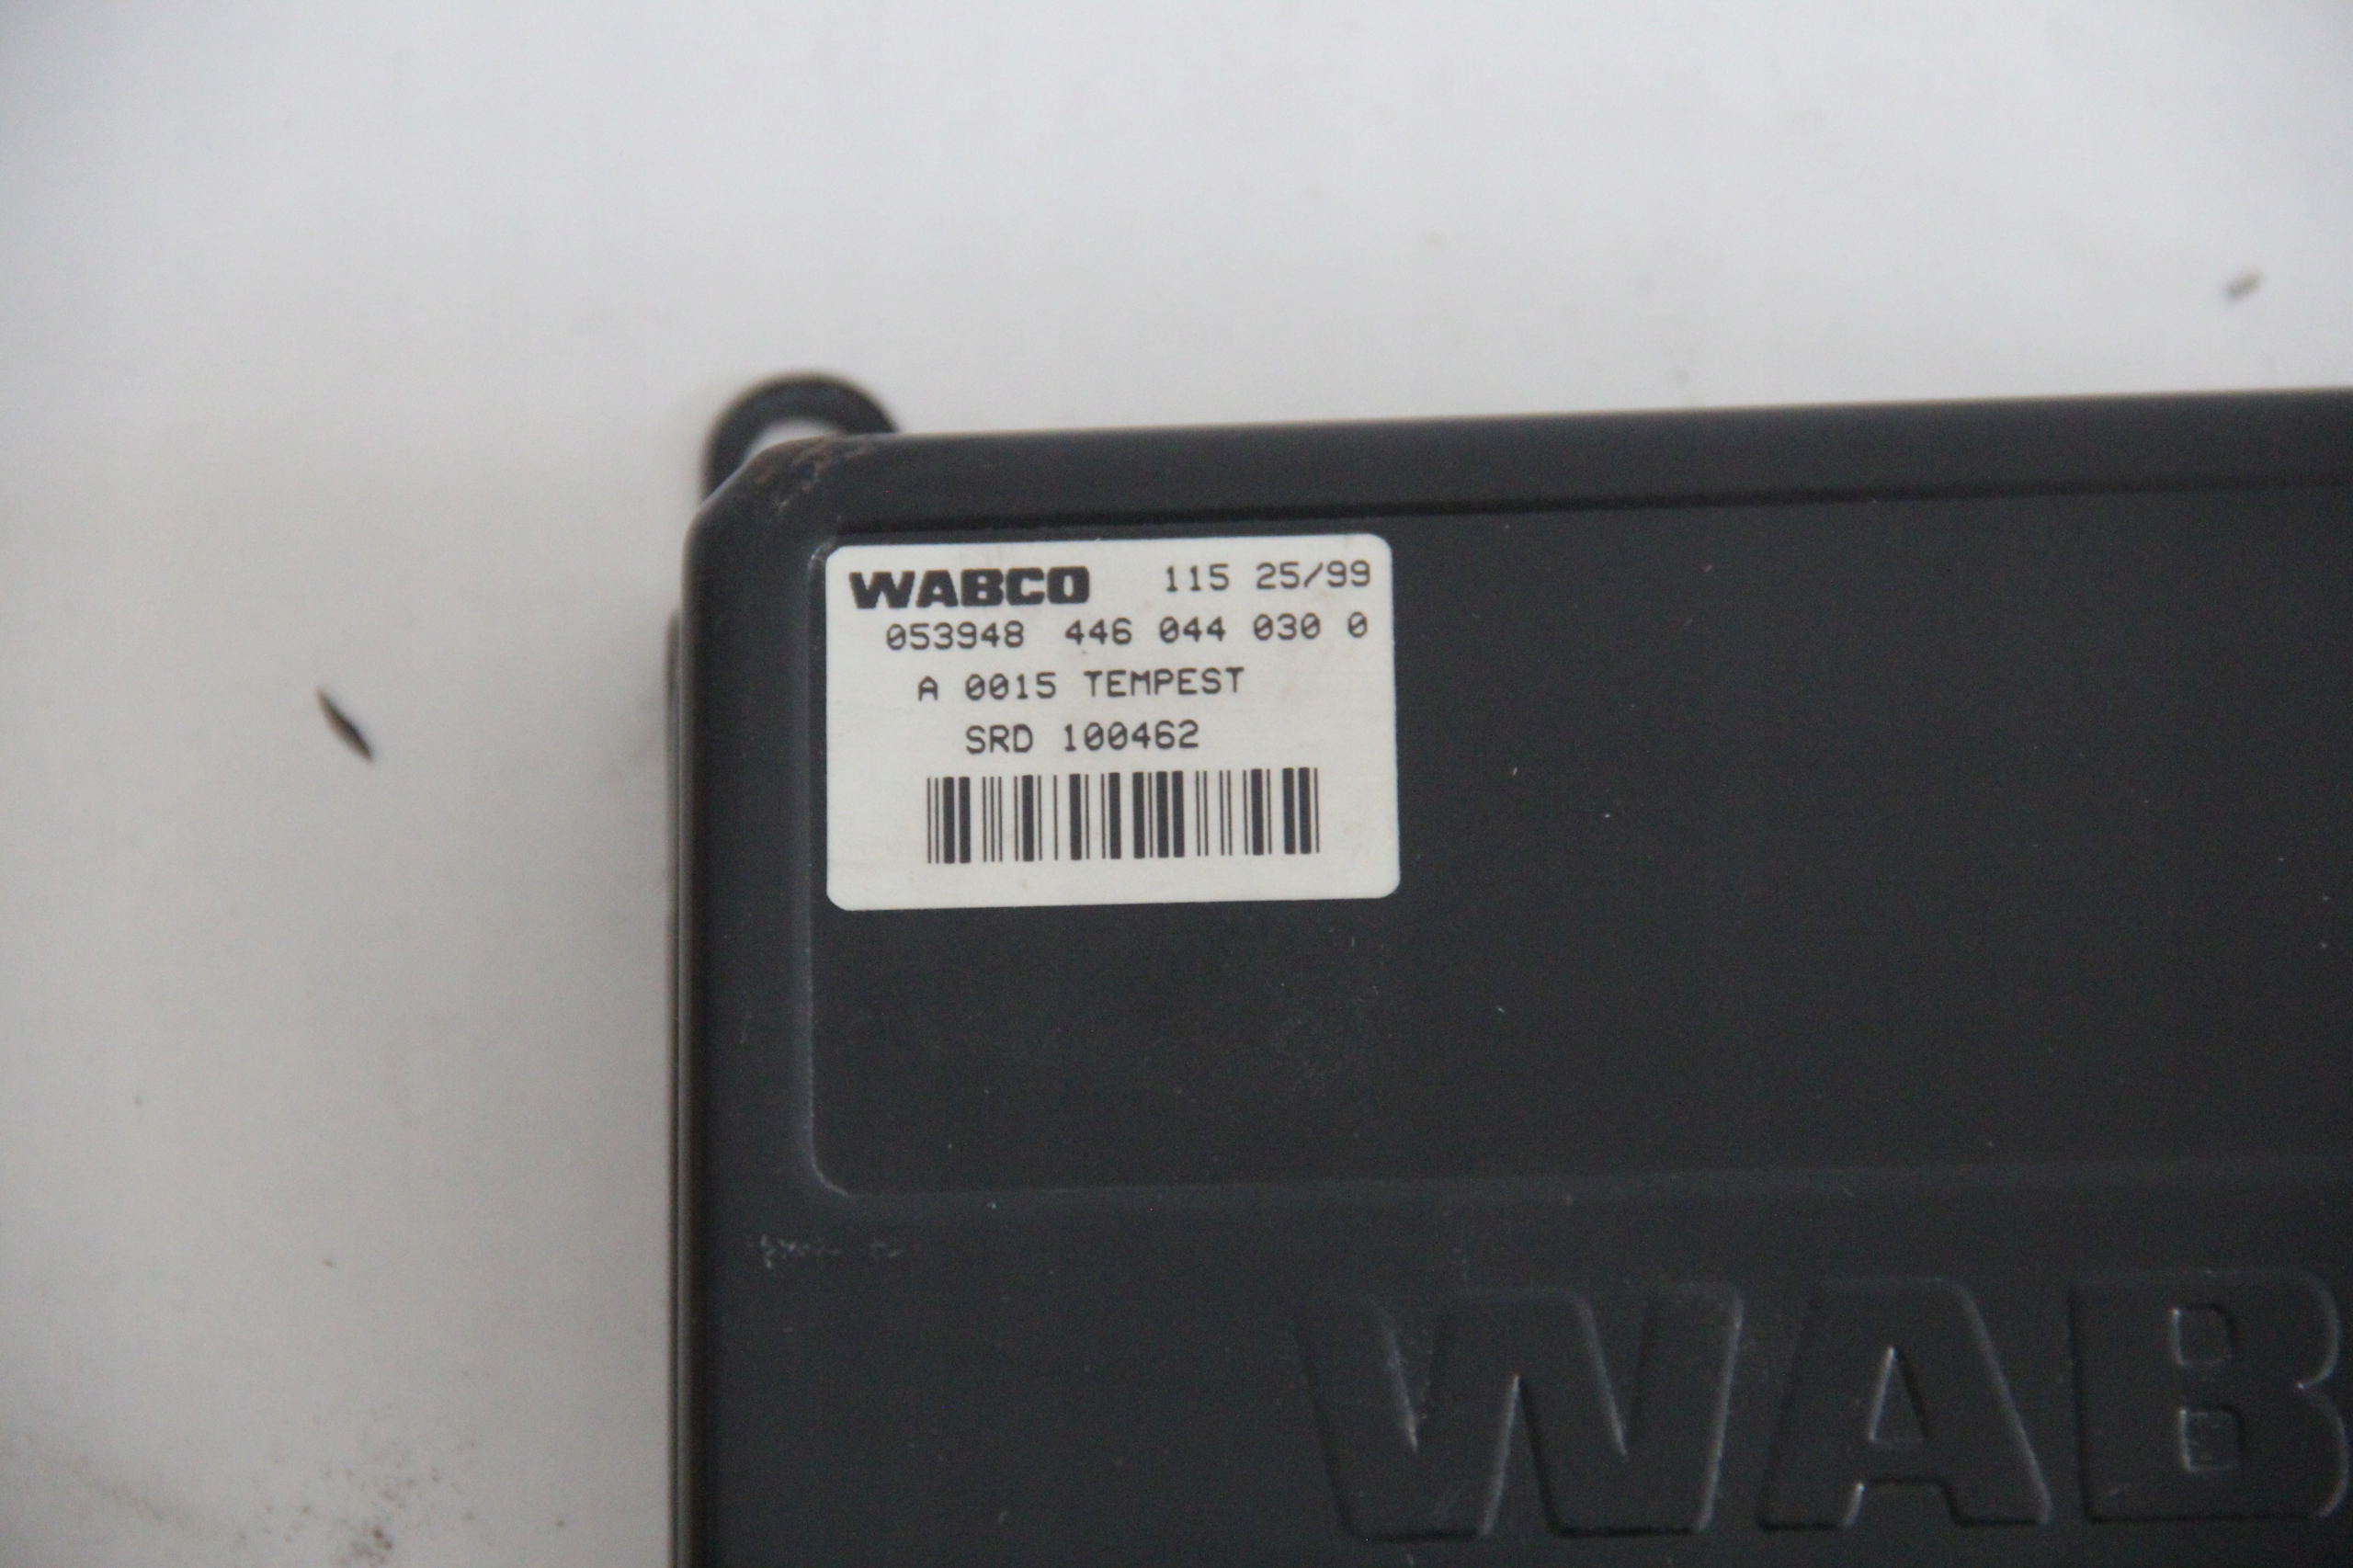 WABCO 115 25/99
053948 446 044 030 0
A 0015 TEMPEST
SRD 100462
WAB